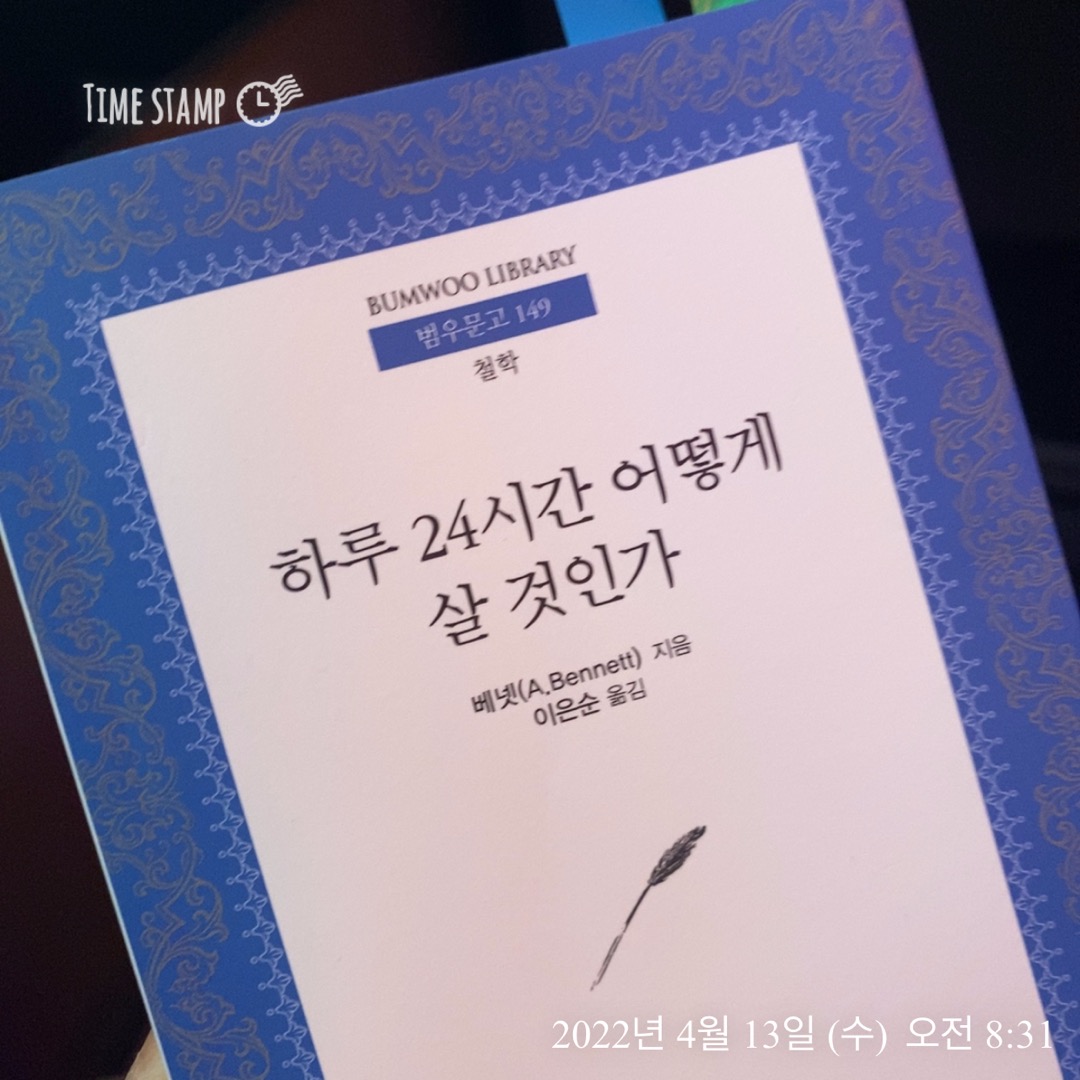 TIME STAMP
BUMWOO LIBRARY
범우문고 149
철학
하루 24시간 어떻게
살 것인가
베넷(A.Bennett) 지음
이은순 옮김
2022년 4월 13일 (수) 오전 8:31